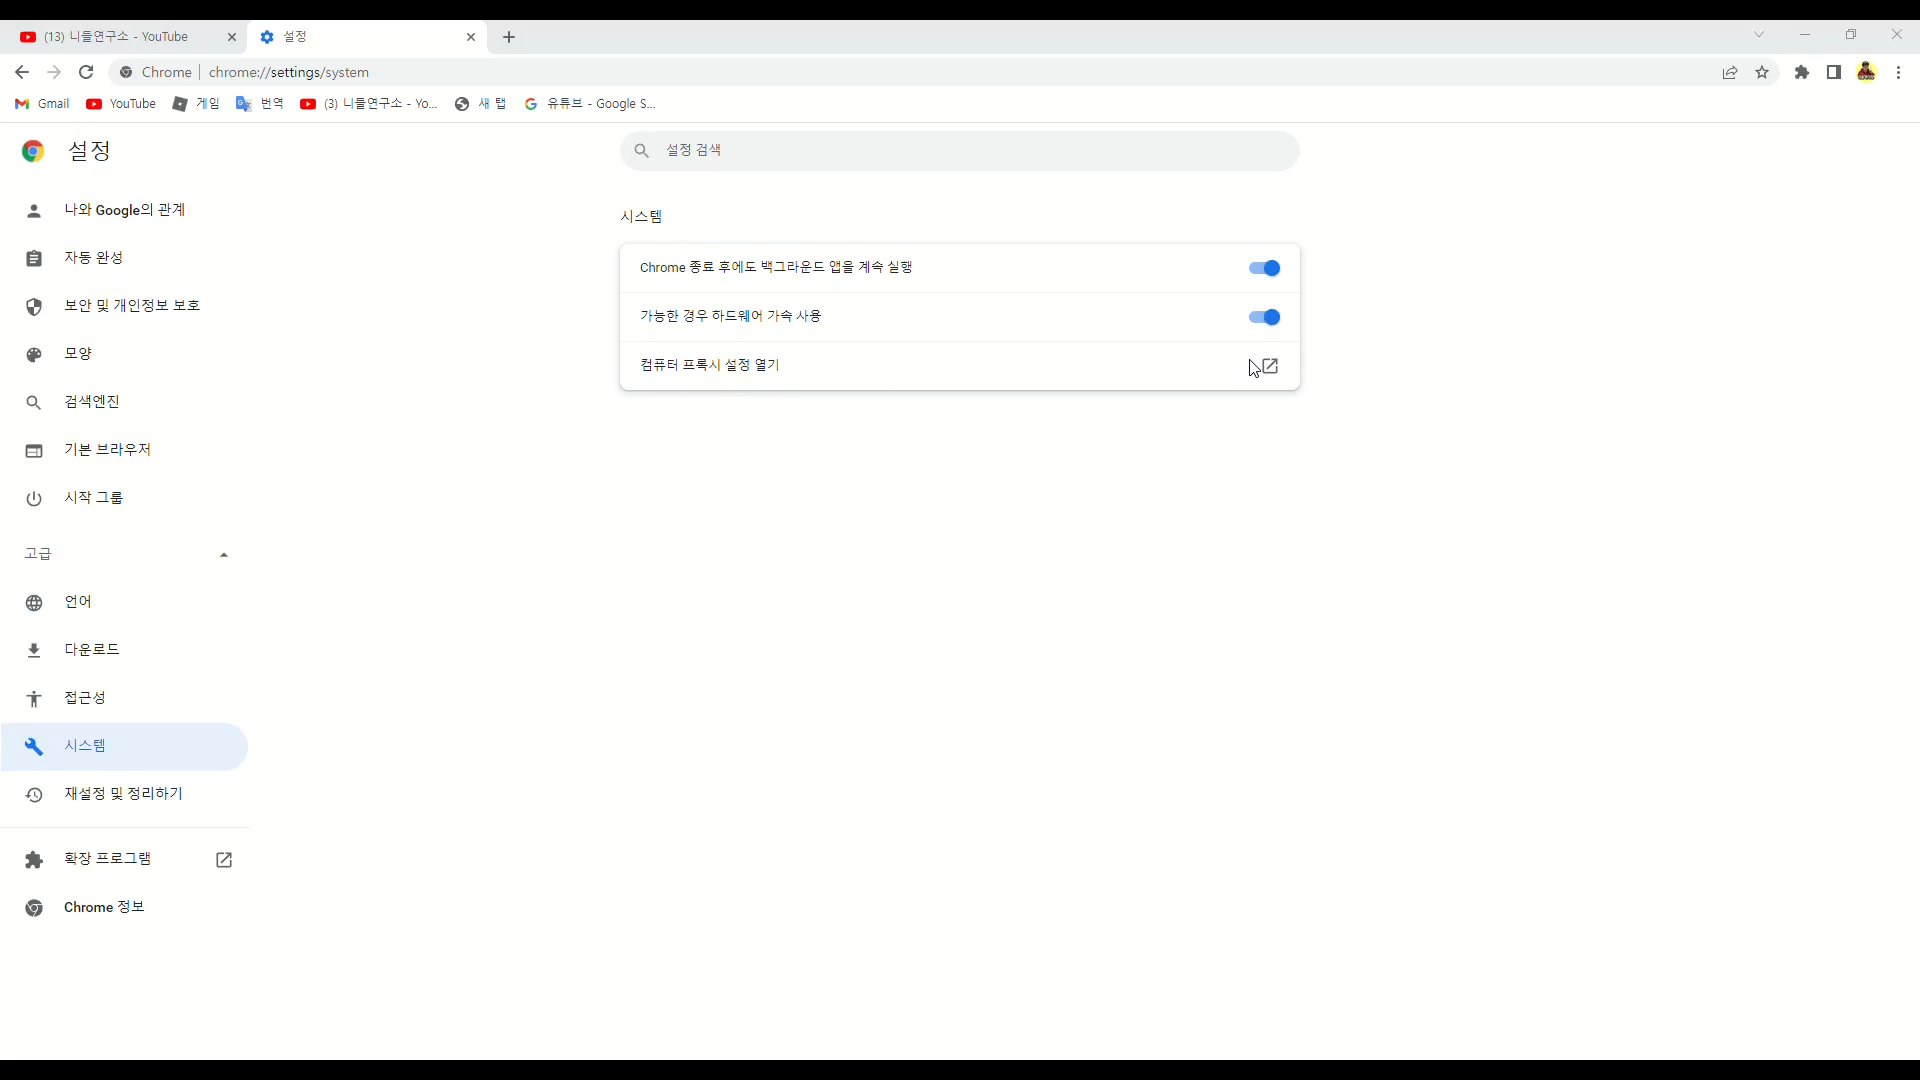 (13) 니들연구소 - YouTube
설정
Chrome
chrome://settings/system
Gmail
YouTube
게임
번역
(3) 니들연구소 - Yo...
새 탭
유튜브 - Google S...
설정
설정 검색
나와 Google의 관계
자동 완성
보안 및 개인정보 보호
모양
검색엔진
기본 브라우저
시작 그룹
고급
언어
다운로드
접근성
시스템
재설정 및 정리하기
확장 프로그램
Chrome 정보
시스템
Chrome 종료 후에도 백그라운드 앱을 계속 실행
가능한 경우 하드웨어 가속 사용
컴퓨터 프록시 설정 열기